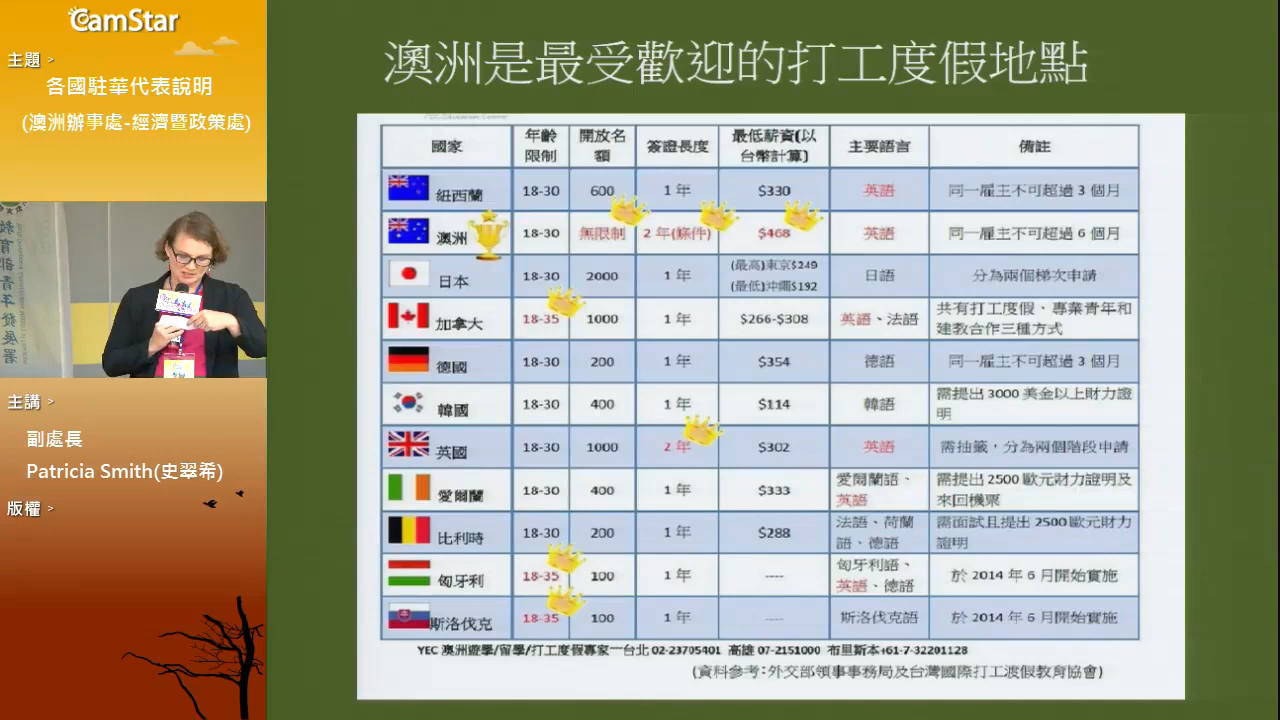 CamStar
主題 >
各國駐華代表說明
(澳洲辦事處-經濟暨政策處)
教育部青年發展署
主講 >
副處長
Patricia Smith(史翠希)
版權 >
澳洲是最受歡迎的打工度假地點
國家 年齡限制 開放名額 簽證長度 最低薪資(以台幣計算) 主要語言 備註
紐西蘭 18-30 600 1 年 $330 英語 同一雇主不可超過 3 個月
澳洲 18-30 無限制 2 年(條件) $468 英語 同一雇主不可超過 6 個月
日本 18-30 2000 1 年 (最高)東京$249 (最低)沖繩$192 日語 分為兩個梯次申請
加拿大 18-35 1000 1 年 $266-$308 英語、法語 共有打工度假、專業青年和建教合作三種方式
德國 18-30 200 1 年 $354 德語 同一雇主不可超過 3 個月
韓國 18-30 400 1 年 $114 韓語 需提出 3000 美金以上財力證明
英國 18-30 1000 2 年 $302 英語 需抽籤，分為兩個階段申請
愛爾蘭 18-30 400 1 年 $333 愛爾蘭語、英語 需提出 2500 歐元財力證明及來回機票
比利時 18-30 200 1 年 $288 法語、荷蘭語、德語 需面試且提出 2500 歐元財力證明
匈牙利 18-35 100 1 年 ---- 匈牙利語、英語、德語 於 2014 年 6 月開始實施
斯洛伐克 18-35 100 1 年 ---- 斯洛伐克語 於 2014 年 6 月開始實施
YEC 澳洲遊學/留學/打工度假專家一台北 02-23705401 高雄 07-2151000 布里斯本+61-7-32201128
(資料參考：外交部領事事務局及台灣國際打工渡假教育協會)